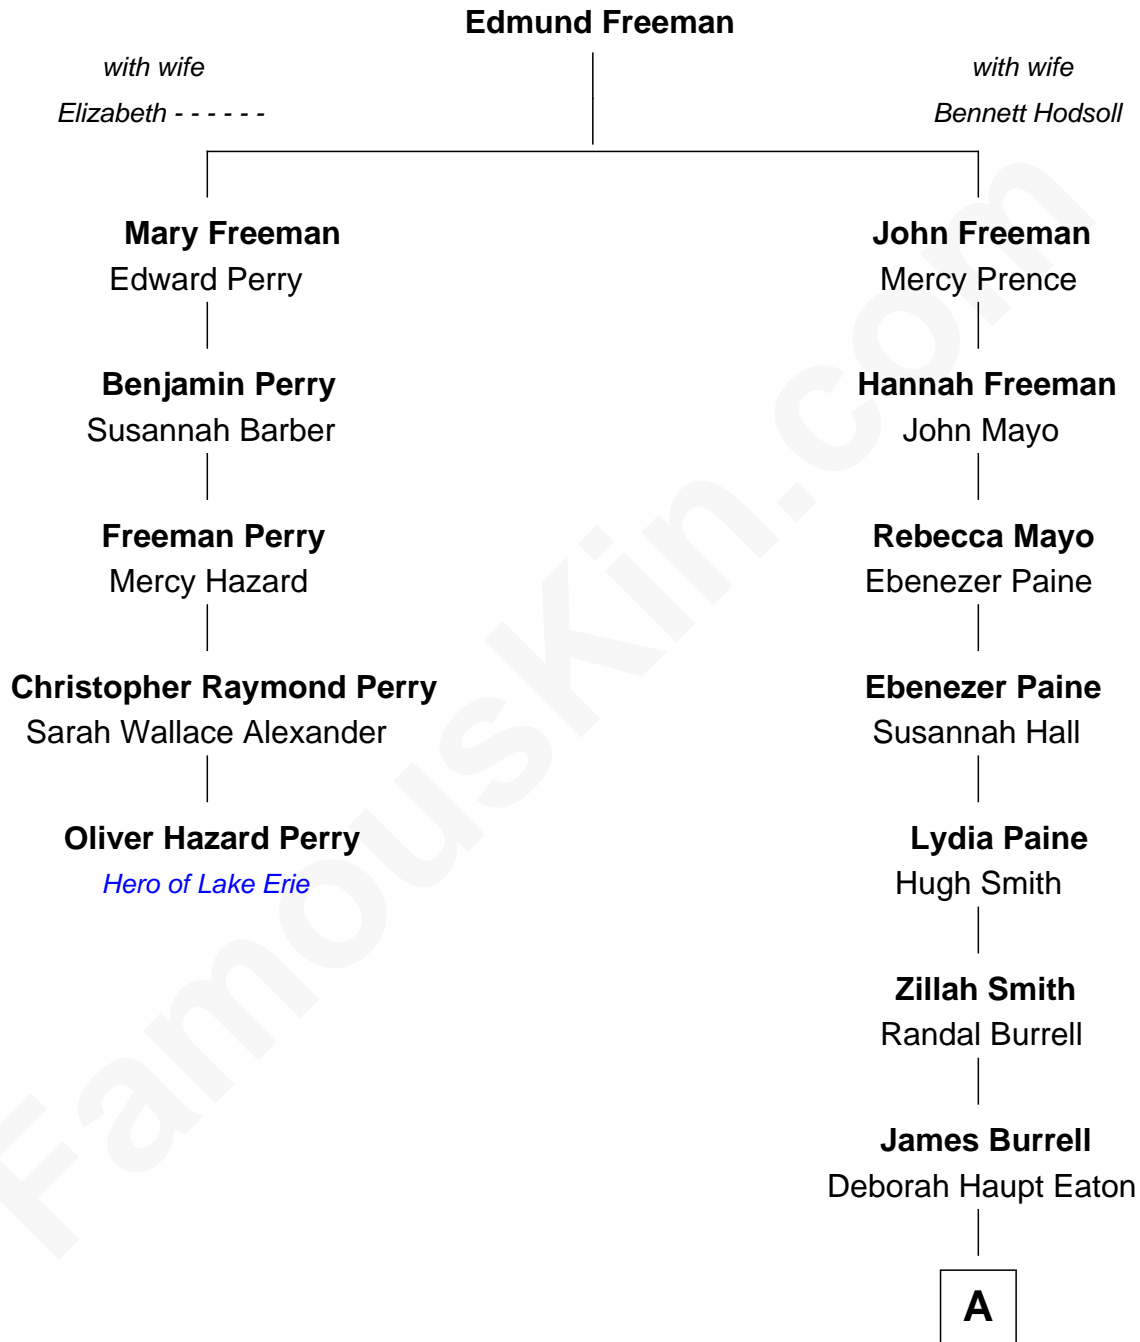 Edmund Freeman
with wife
Elizabeth - - - - - -
with wife
Bennett Hodsoll
Mary Freeman
Edward Perry
John Freeman
Mercy Prence
Benjamin Perry
Susannah Barber
Hannah Freeman
John Mayo
Freeman Perry
Mercy Hazard
Rebecca Mayo
Ebenezer Paine
Christopher Raymond Perry
Sarah Wallace Alexander
Ebenezer Paine
Susannah Hall
Oliver Hazard Perry
Hero of Lake Erie
Lydia Paine
Hugh Smith
Zillah Smith
Randal Burrell
James Burrell
Deborah Haupt Eaton
A
FamousKin.com